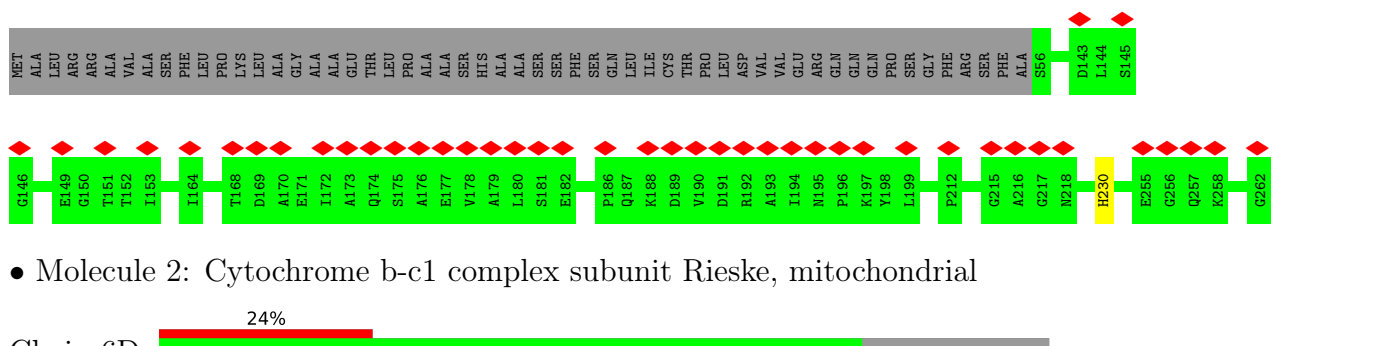 MET ALA LEU ARG ARG ALA VAL ALA SER PHE LEU PRO LYS LEU ALA GLY ALA ALA GLU THR LEU PRO ALA ALA SER HIS ALA ALA SER SER PHE SER GLN LEU ILE CYS THR PRO LEU ASP VAL VAL GLU ARG GLN GLN GLN PRO SER GLY PHE ARG SER PHE ALA S56 D143 L144 S145
G146 E149 G150 T151 T152 I153 I164 T168 D169 A170 E171 I172 A173 Q174 S175 A176 E177 V178 A179 L180 S181 E182 P186 Q187 K188 D189 V190 D191 R192 A193 I194 N195 P196 K197 Y198 L199 P212 G215 A216 G217 N218 H230 E255 G256 Q257 K258 G262
• Molecule 2: Cytochrome b-c1 complex subunit Rieske, mitochondrial
24%
Chain 6D